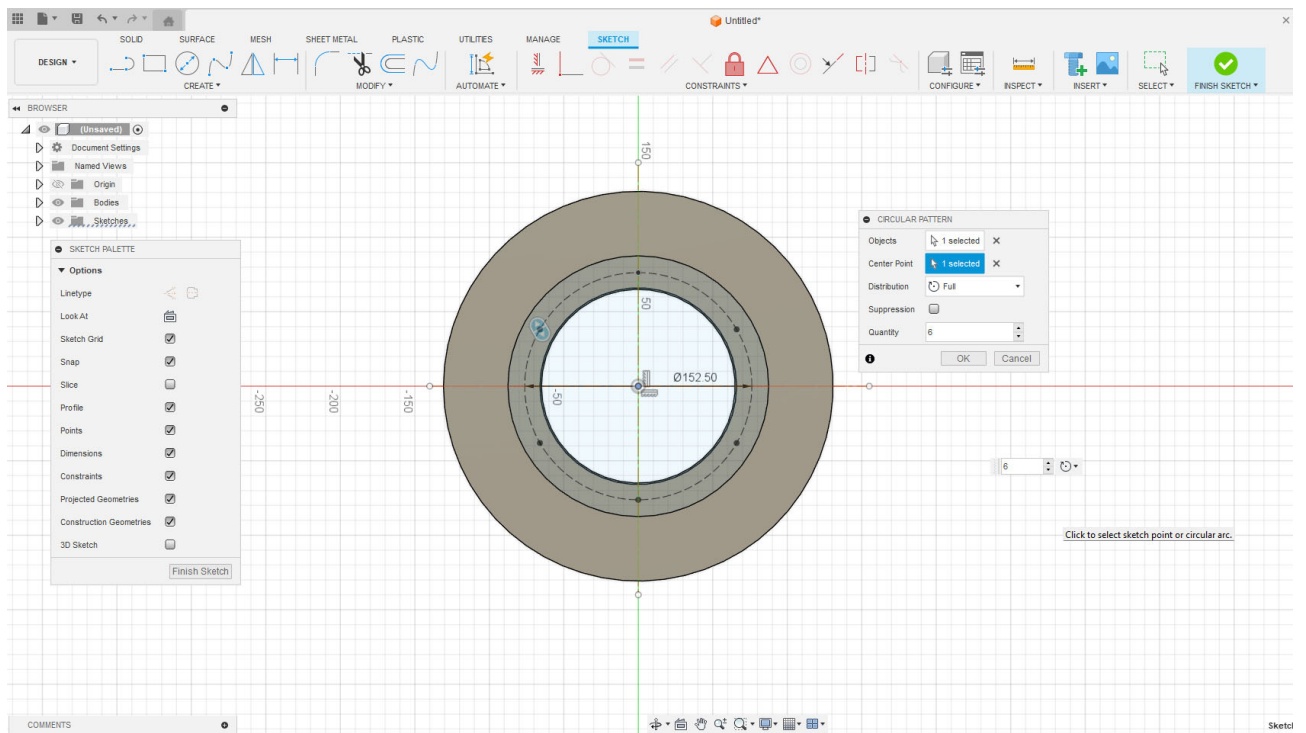 Untitled*
SOLID SURFACE MESH SHEET METAL PLASTIC UTILITIES MANAGE SKETCH
DESIGN
CREATE MODIFY AUTOMATE CONSTRAINTS CONFIGURE INSPECT INSERT SELECT FINISH SKETCH
BROWSER
(Unsaved)
Document Settings
Named Views
Origin
Bodies
Sketches
SKETCH PALETTE
Options
Linetype
Look At
Sketch Grid
Snap
Slice
Profile
Points
Dimensions
Constraints
Projected Geometries
Construction Geometries
3D Sketch
Finish Sketch
150
50
Ø152.50
-50
-150
-200
-250
CIRCULAR PATTERN
Objects 1 selected
Center Point 1 selected
Distribution Full
Suppression
Quantity 6
OK Cancel
6
Click to select sketch point or circular arc.
COMMENTS
Sketch